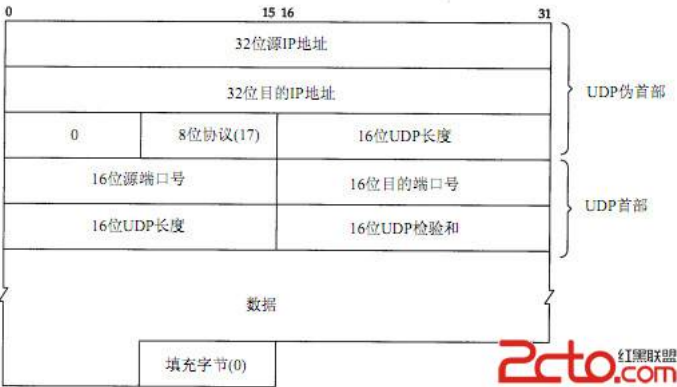 0 15 16 31
32位源IP地址
32位目的IP地址
UDP伪首部
0 8位协议(17) 16位UDP长度
16位源端口号 16位目的端口号
UDP首部
16位UDP长度 16位UDP检验和
数据
填充字节(0)
2cto 红黑联盟
.com